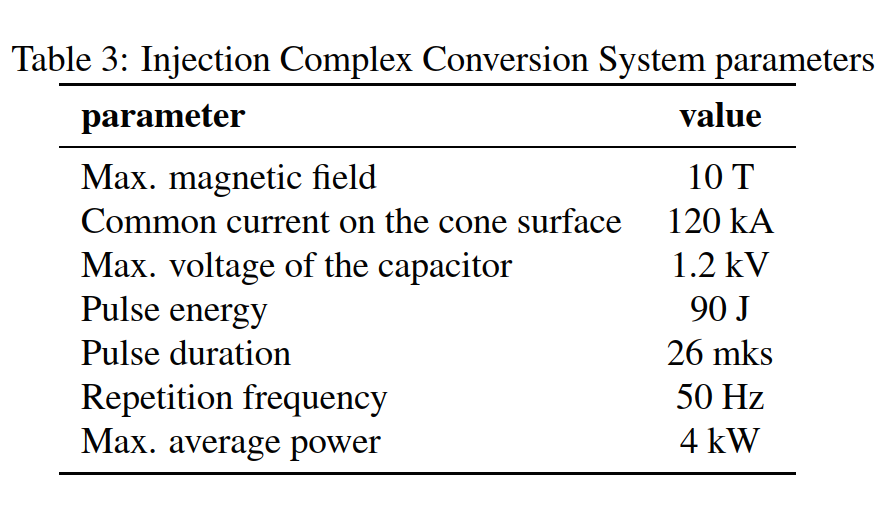 Table 3: Injection Complex Conversion System parameters
parameter value
Max. magnetic field 10 T
Common current on the cone surface 120 kA
Max. voltage of the capacitor 1.2 kV
Pulse energy 90 J
Pulse duration 26 mks
Repetition frequency 50 Hz
Max. average power 4 kW